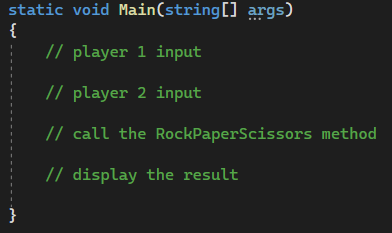 static void Main(string[] args)
{
// player 1 input
// player 2 input
// call the RockPaperScissors method
// display the result
}